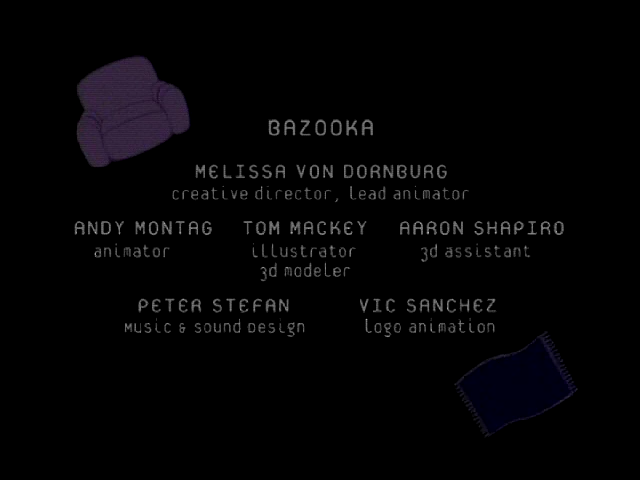 BAZOOKA
MELISSA VON DORNBURG
creative director, lead animator
ANDY MONTAG TOM MACKEY AARON SHAPIRO
animator illustrator 3d assistant
3d modeler
PETER STEFAN VIC SANCHEZ
music & sound design logo animation